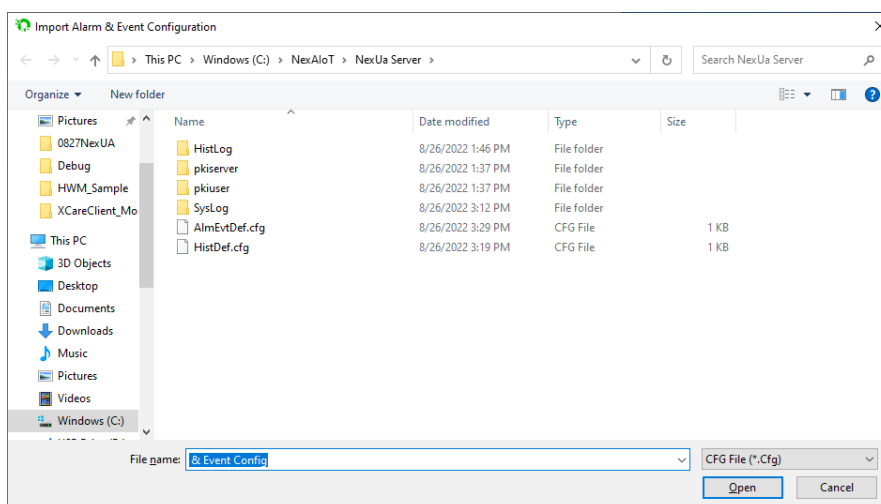 Import Alarm & Event Configuration
This PC > Windows (C:) > NexAIoT > NexUa Server >
Search NexUa Server
Organize
New folder
Name Date modified Type Size
Pictures
0827NexUA
Debug
HWM_Sample
XCareClient_Mo
This PC
3D Objects
Desktop
Documents
Downloads
Music
Pictures
Videos
Windows (C:)
HistLog 8/26/2022 1:46 PM File folder
pkiserver 8/26/2022 1:37 PM File folder
pkiuser 8/26/2022 1:37 PM File folder
SysLog 8/26/2022 3:12 PM File folder
AlmEvtDef.cfg 8/26/2022 3:29 PM CFG File 1 KB
HistDef.cfg 8/26/2022 3:19 PM CFG File 1 KB
File name: & Event Config
CFG File (*.Cfg)
Open Cancel